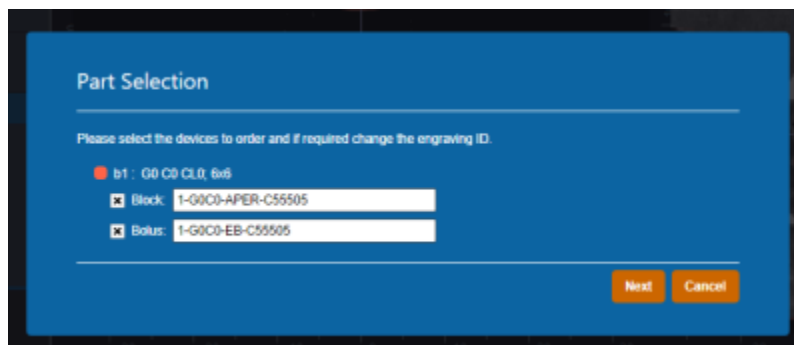 Part Selection
Please select the devices to order and if required change the engraving ID.
b1 : G0 C0 CL0; 6x6
Block: 1-G0C0-APER-C55505
Bolus: 1-G0C0-EB-C55505
Next Cancel